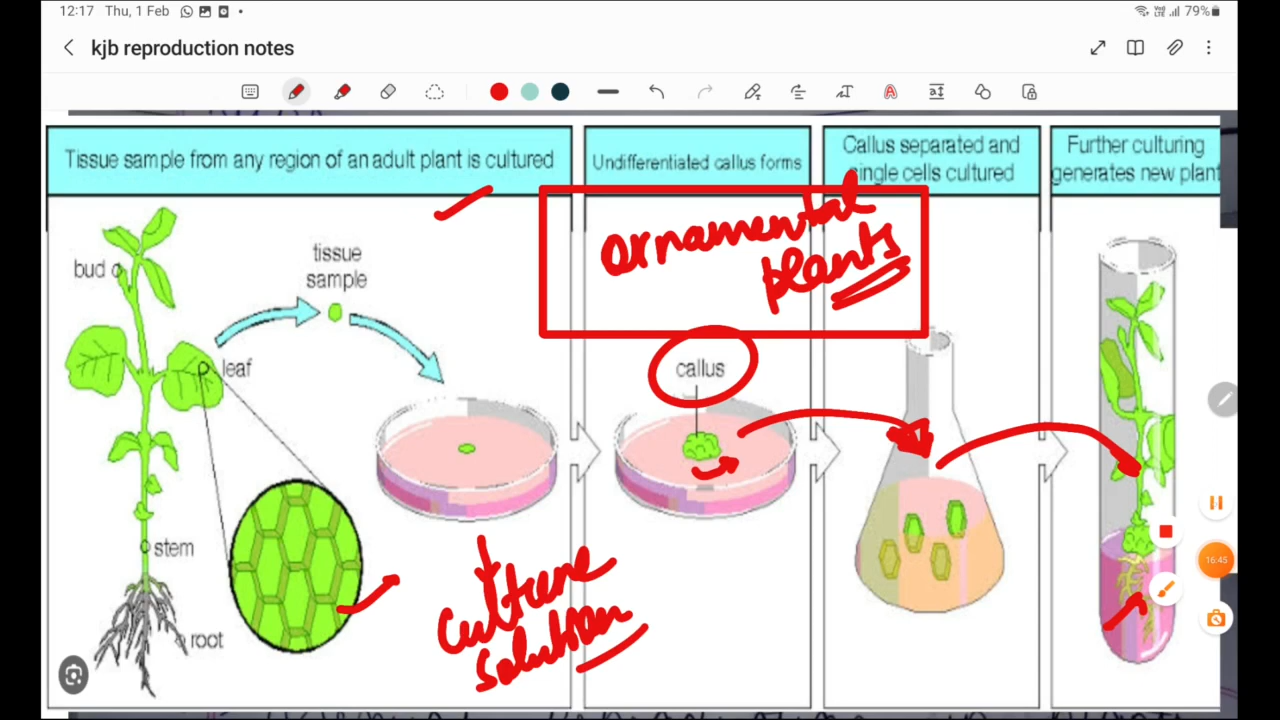 12:17 Thu, 1 Feb
79%
kjb reproduction notes
Tissue sample from any region of an adult plant is cultured
Undifferentiated callus forms
Callus separated and
single cells cultured
Further culturing
generates new plant
ornamental
plants
bud
tissue
sample
leaf
callus
stem
root
culture
solution
16:45